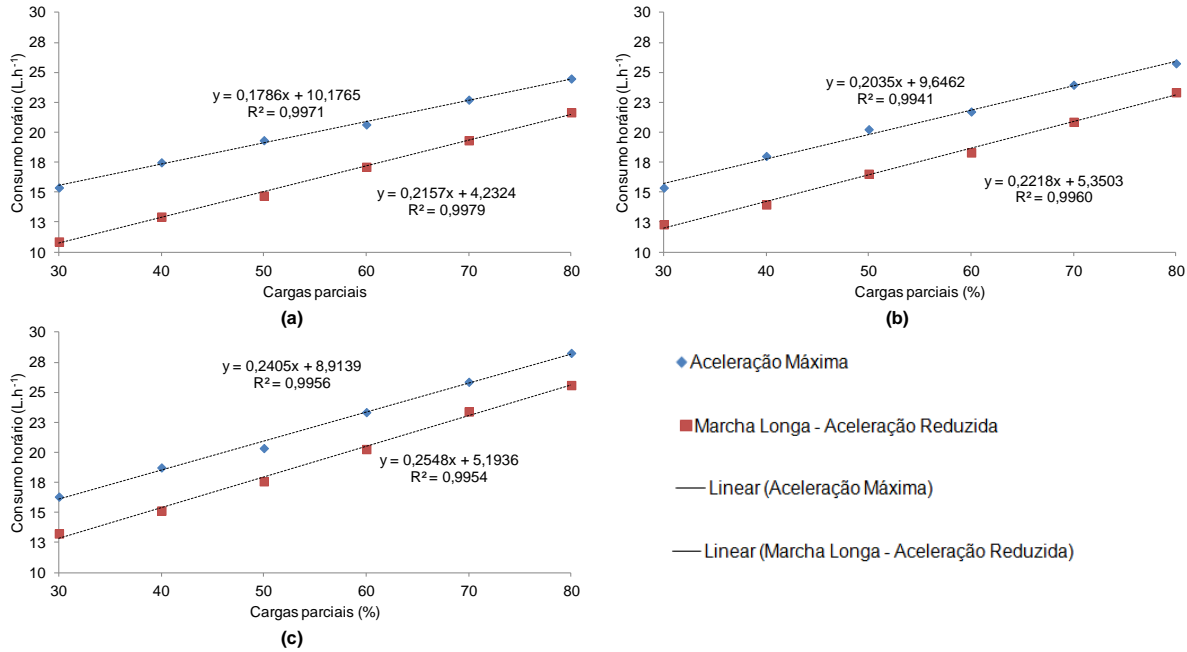 30
28
25
23
20
18
15
13
10
Consumo horário (L.h⁻¹)
y = 0,1786x + 10,1765
R² = 0,9971
y = 0,2157x + 4,2324
R² = 0,9979
30 40 50 60 70 80
Cargas parciais
(a)
30
28
25
23
20
18
15
13
10
Consumo horário (L.h⁻¹)
y = 0,2035x + 9,6462
R² = 0,9941
y = 0,2218x + 5,3503
R² = 0,9960
30 40 50 60 70 80
Cargas parciais (%)
(b)
30
28
25
23
20
18
15
13
10
Consumo horário (L.h⁻¹)
y = 0,2405x + 8,9139
R² = 0,9956
y = 0,2548x + 5,1936
R² = 0,9954
30 40 50 60 70 80
Cargas parciais (%)
(c)
Aceleração Máxima
Marcha Longa - Aceleração Reduzida
Linear (Aceleração Máxima)
Linear (Marcha Longa - Aceleração Reduzida)